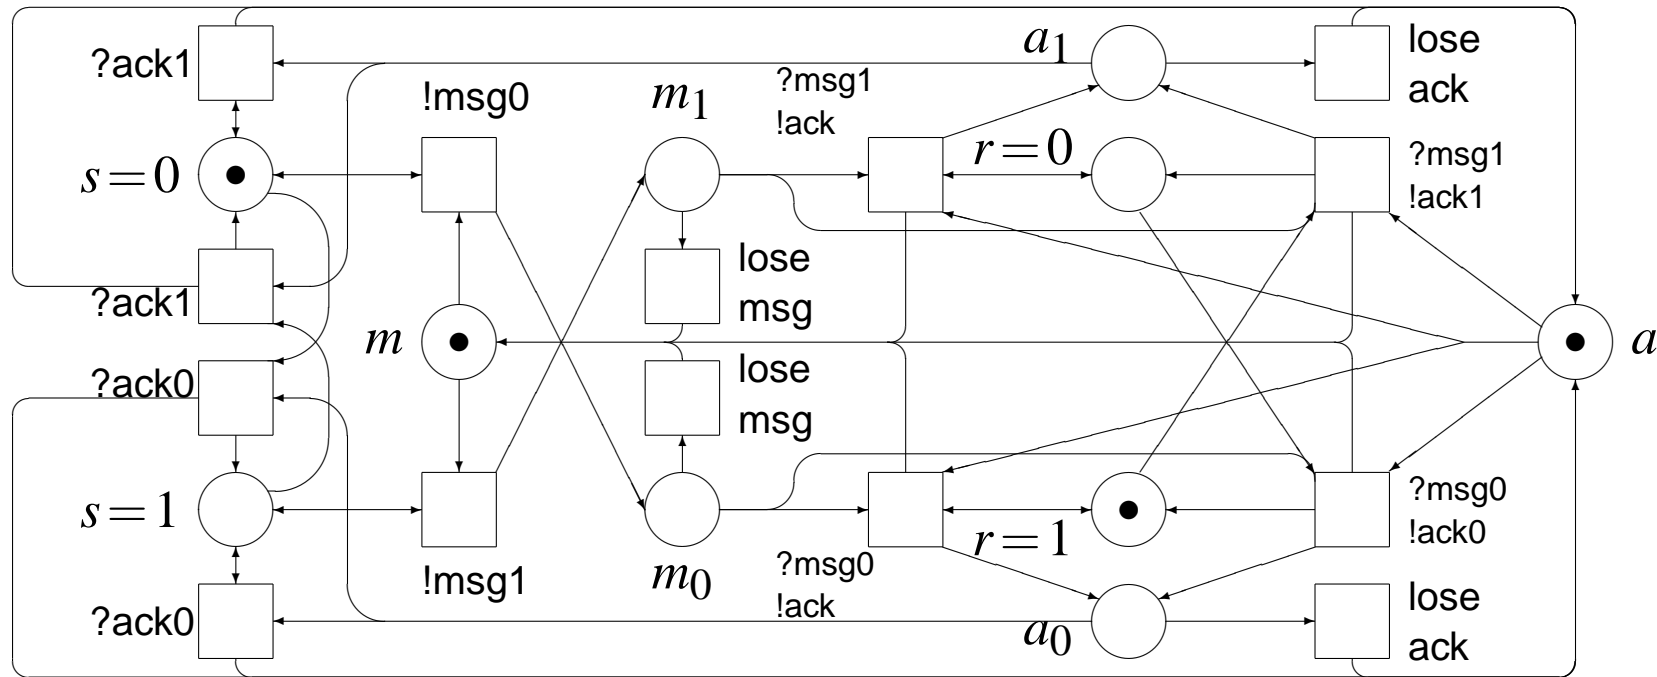 ?ack1
!msg0
m1
a1
?msg1
!ack
lose
ack
s=0
r=0
?msg1
!ack1
?ack1
lose
msg
m
a
?ack0
lose
msg
s=1
r=1
?msg0
!ack0
!msg1
m0
?msg0
!ack
?ack0
a0
lose
ack